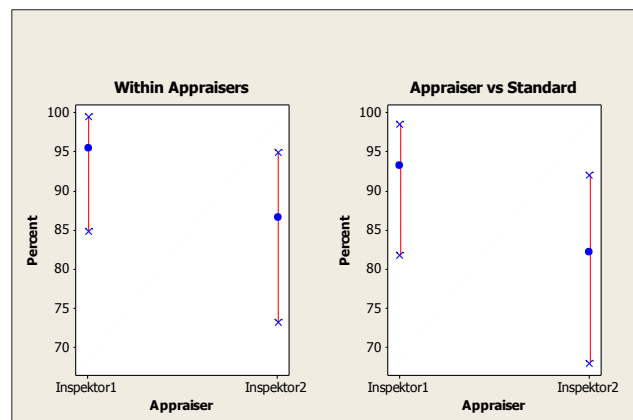 Within Appraisers
100
95
90
85
80
75
70
Percent
Inspektor1 Inspektor2
Appraiser
Appraiser vs Standard
100
95
90
85
80
75
70
Percent
Inspektor1 Inspektor2
Appraiser